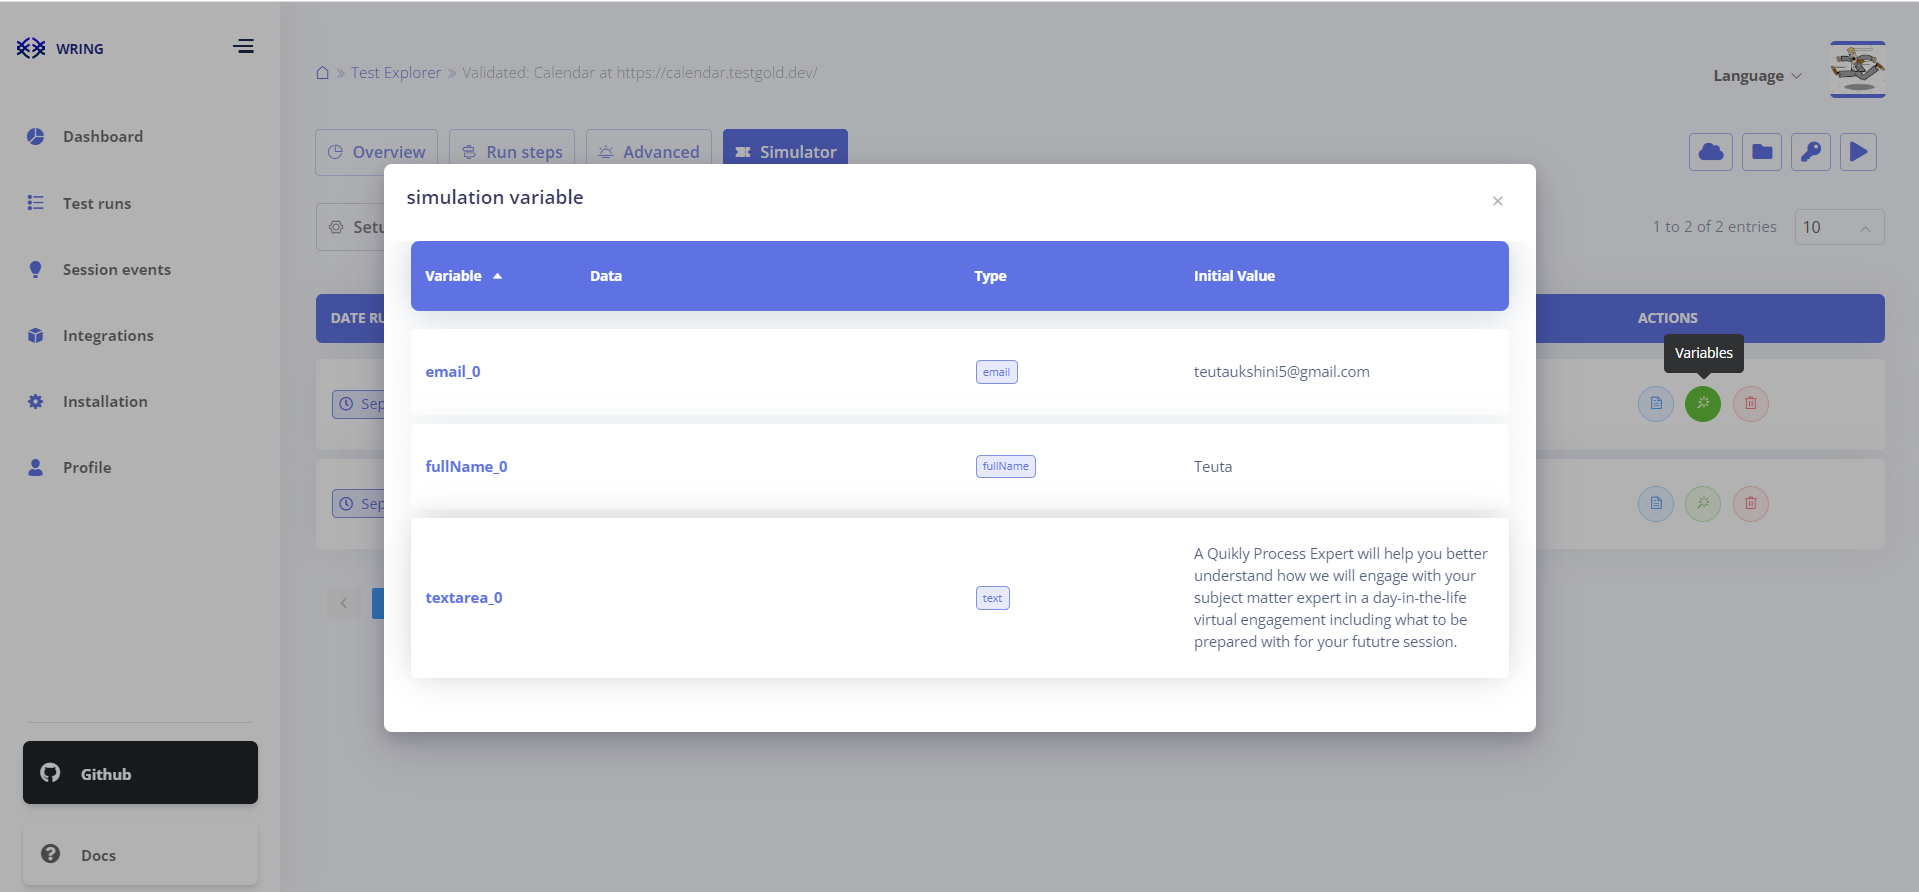 WRING
Dashboard
Test runs
Session events
Integrations
Installation
Profile
Github
Docs
» Test Explorer » Validated: Calendar at https://calendar.testgold.dev/
Language
Overview
Run steps
Advanced
Simulator
1 to 2 of 2 entries
10
ACTIONS
Variables
Sep
Sep
simulation variable
×
Variable Data Type Initial Value
email_0 email teutaukshini5@gmail.com
fullName_0 fullName Teuta
textarea_0 text
A Quikly Process Expert will help you better
understand how we will engage with your
subject matter expert in a day-in-the-life
virtual engagement including what to be
prepared with for your fututre session.